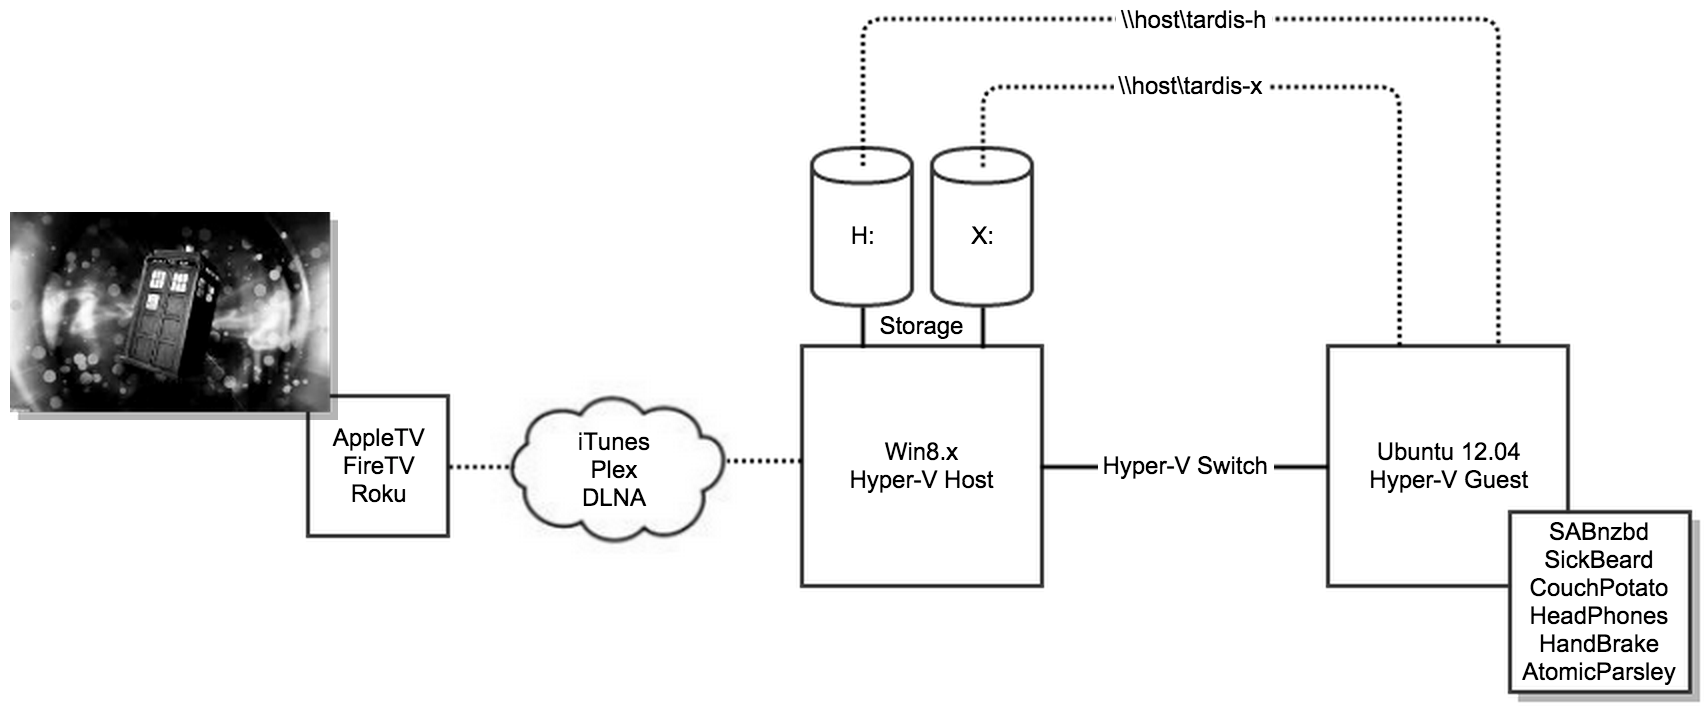 \\host\tardis-h
\\host\tardis-x
H:
X:
Storage
AppleTV
FireTV
Roku
iTunes
Plex
DLNA
Win8.x
Hyper-V Host
Hyper-V Switch
Ubuntu 12.04
Hyper-V Guest
SABnzbd
SickBeard
CouchPotato
HeadPhones
HandBrake
AtomicParsley